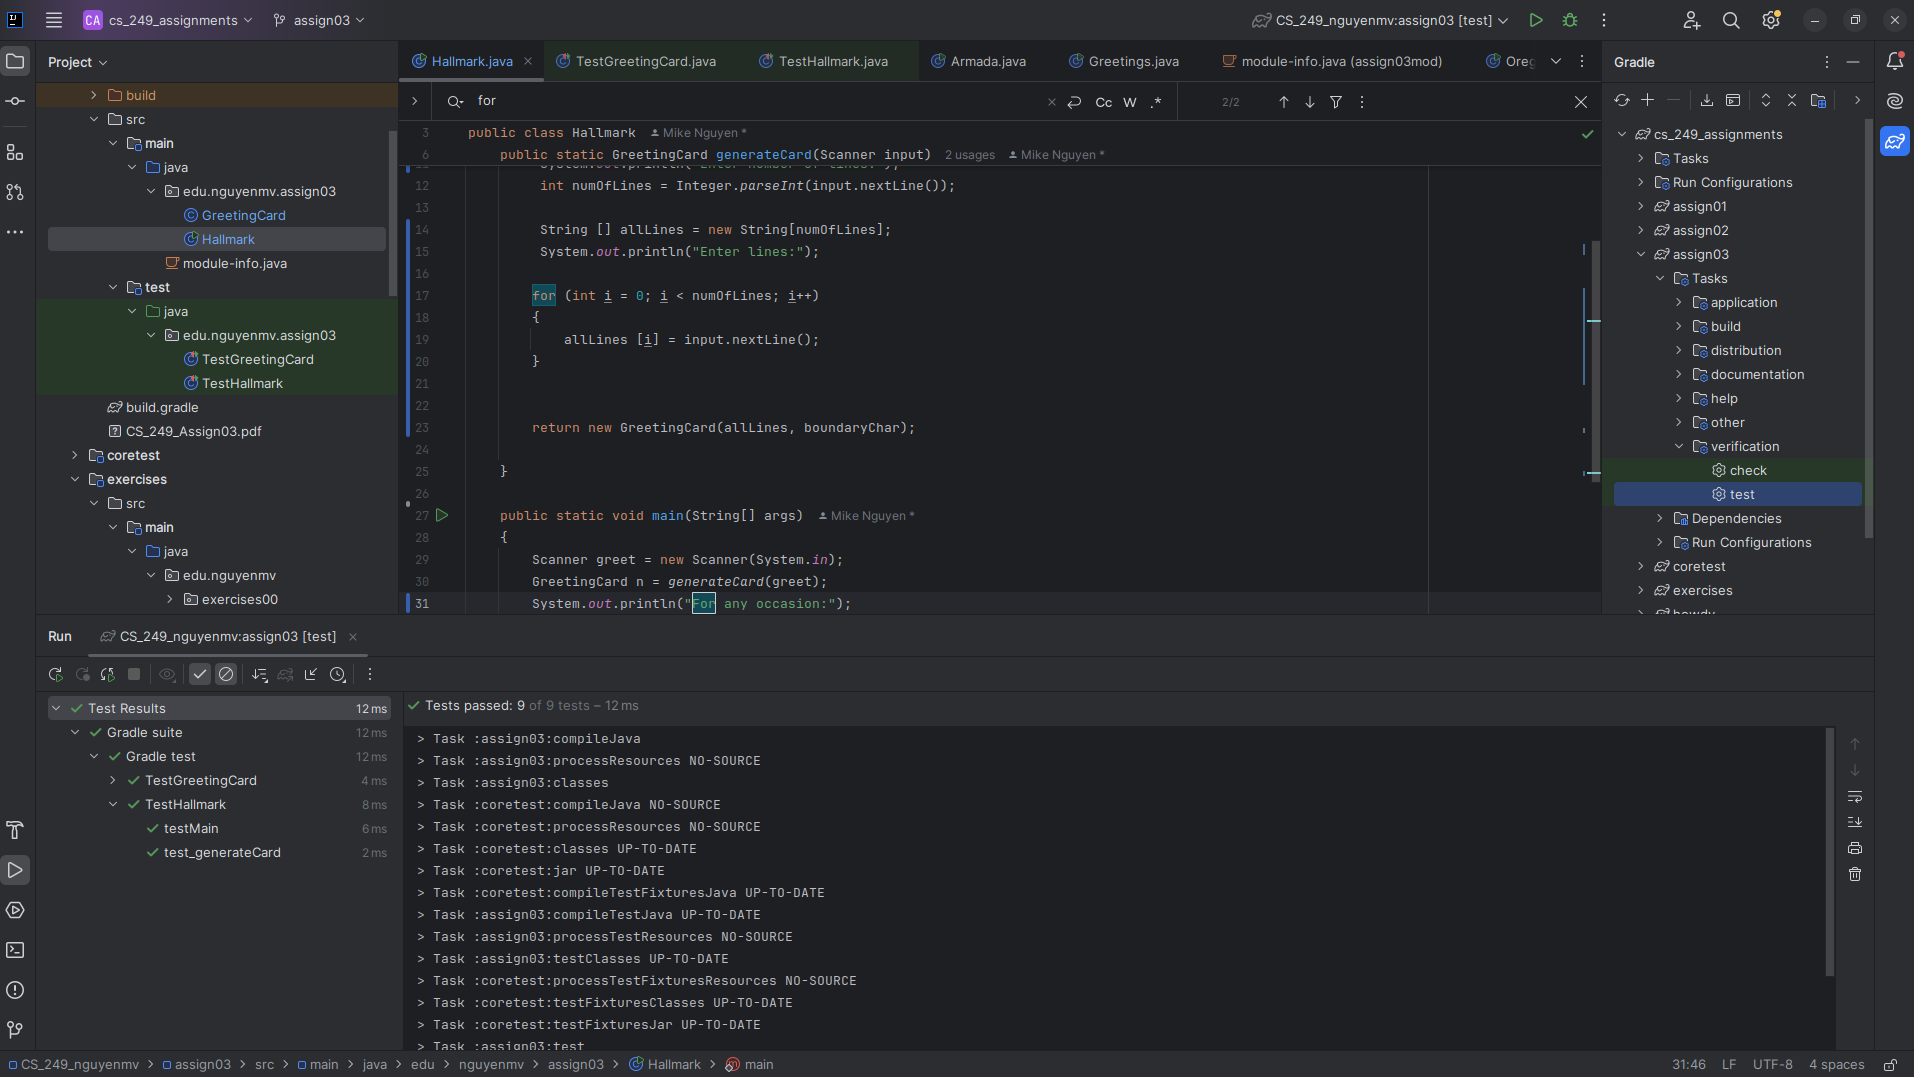 CA cs_249_assignments assign03 CS_249_nguyenmv:assign03 [test]
Project
Hallmark.java TestGreetingCard.java TestHallmark.java Armada.java Greetings.java module-info.java (assign03mod) Oreg
Gradle
build
src
main
java
edu.nguyenmv.assign03
GreetingCard
Hallmark
module-info.java
test
java
edu.nguyenmv.assign03
TestGreetingCard
TestHallmark
build.gradle
CS_249_Assign03.pdf
coretest
exercises
src
main
java
edu.nguyenmv
exercises00
for Cc W .* 2/2
3 public class Hallmark Mike Nguyen *
6 public static GreetingCard generateCard(Scanner input) 2 usages Mike Nguyen *
12 int numOfLines = Integer.parseInt(input.nextLine());
13
14 String [] allLines = new String[numOfLines];
15 System.out.println("Enter lines:");
16
17 for (int i = 0; i < numOfLines; i++)
18 {
19 allLines [i] = input.nextLine();
20 }
21
22
23 return new GreetingCard(allLines, boundaryChar);
24
25 }
26
27 public static void main(String[] args) Mike Nguyen *
28 {
29 Scanner greet = new Scanner(System.in);
30 GreetingCard n = generateCard(greet);
31 System.out.println("For any occasion:");
cs_249_assignments
Tasks
Run Configurations
assign01
assign02
assign03
Tasks
application
build
distribution
documentation
help
other
verification
check
test
Dependencies
Run Configurations
coretest
exercises
howdy
Run CS_249_nguyenmv:assign03 [test]
Test Results 12 ms
Gradle suite 12 ms
Gradle test 12 ms
TestGreetingCard 4 ms
TestHallmark 8 ms
testMain 6 ms
test_generateCard 2 ms
Tests passed: 9 of 9 tests – 12 ms
> Task :assign03:compileJava
> Task :assign03:processResources NO-SOURCE
> Task :assign03:classes
> Task :coretest:compileJava NO-SOURCE
> Task :coretest:processResources NO-SOURCE
> Task :coretest:classes UP-TO-DATE
> Task :coretest:jar UP-TO-DATE
> Task :coretest:compileTestFixturesJava UP-TO-DATE
> Task :assign03:compileTestJava UP-TO-DATE
> Task :assign03:processTestResources NO-SOURCE
> Task :assign03:testClasses UP-TO-DATE
> Task :coretest:processTestFixturesResources NO-SOURCE
> Task :coretest:testFixturesClasses UP-TO-DATE
> Task :coretest:testFixturesJar UP-TO-DATE
> Task :assign03:test
CS_249_nguyenmv > assign03 > src > main > java > edu > nguyenmv > assign03 > Hallmark > main
31:46 LF UTF-8 4 spaces